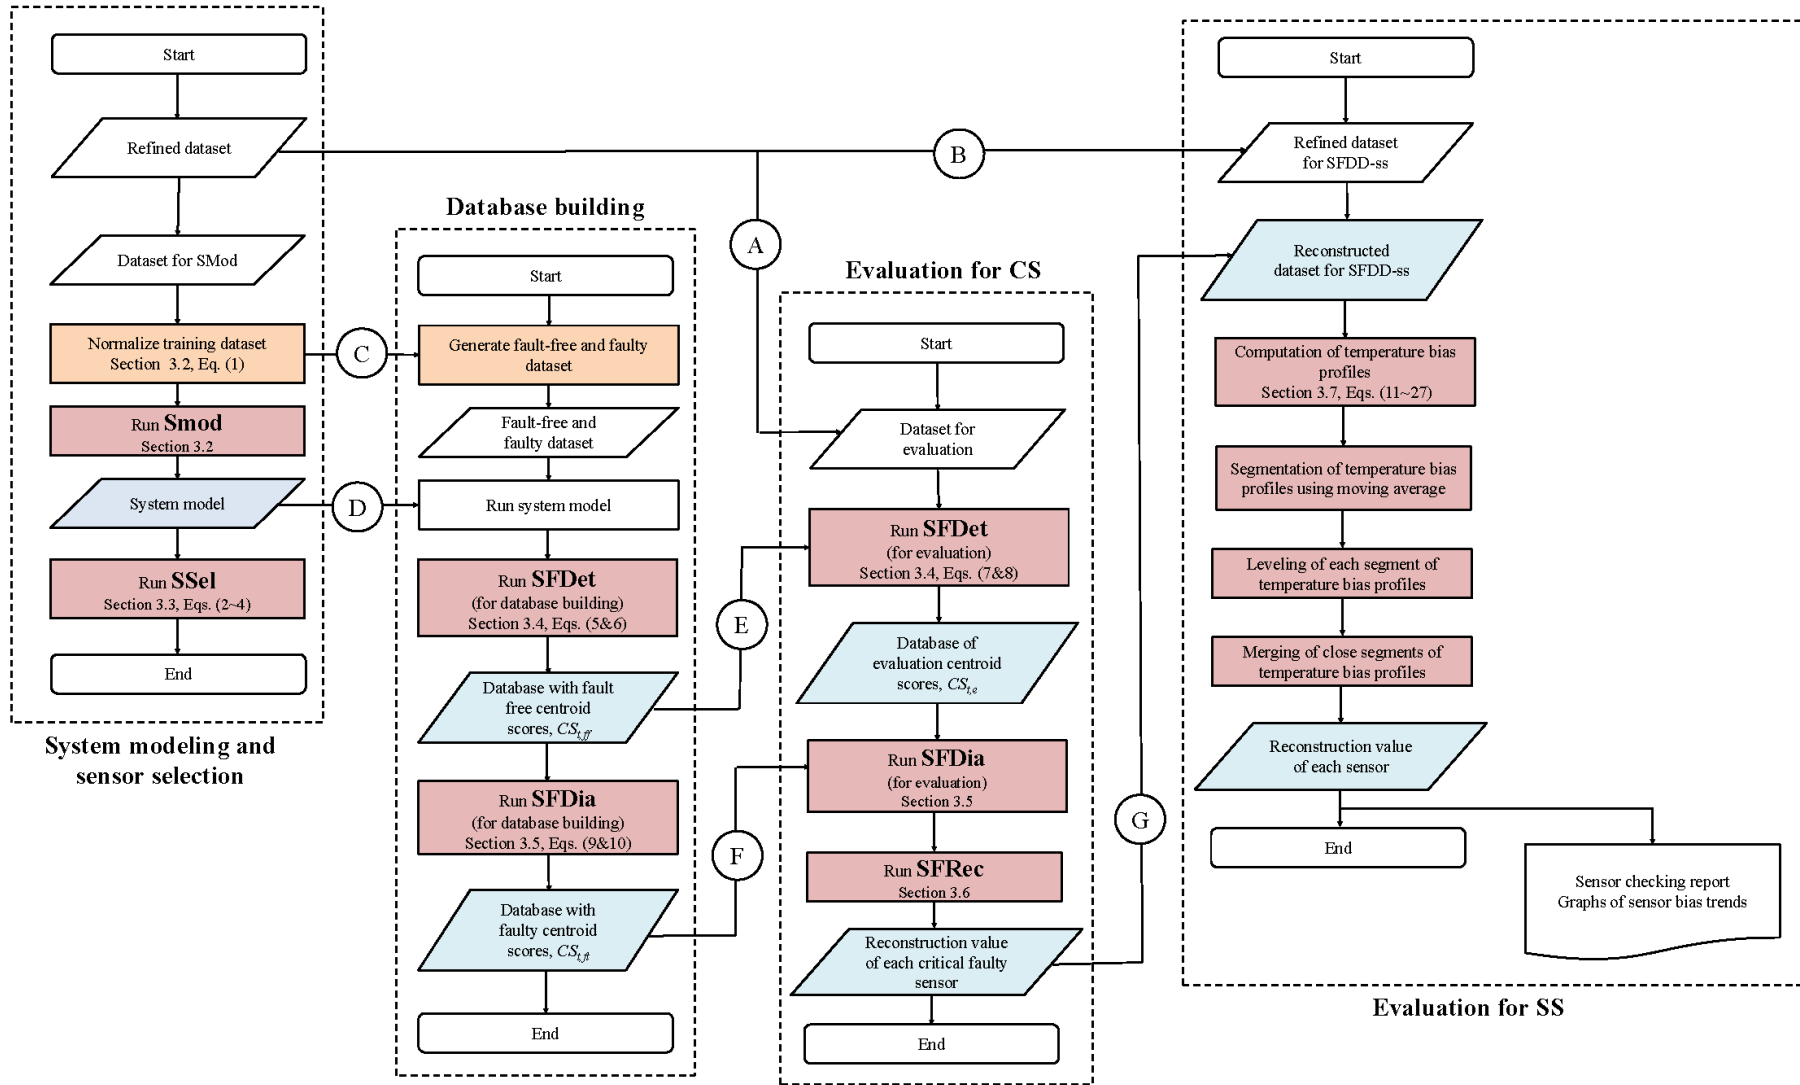 Start
Refined dataset
Dataset for SMod
Normalize training dataset
Section 3.2, Eq. (1)
Run Smod
Section 3.2
System model
Run SSel
Section 3.3, Eqs. (2~4)
End
System modeling and
sensor selection
C
D
Database building
Start
Generate fault-free and faulty
dataset
Fault-free and
faulty dataset
Run system model
Run SFDet
(for database building)
Section 3.4, Eqs. (5&6)
Database with fault
free centroid
scores, CSt,ff
Run SFDia
(for database building)
Section 3.5, Eqs. (9&10)
Database with
faulty centroid
scores, CSt,ft
End
A
B
E
F
Evaluation for CS
Start
Dataset for
evaluation
Run SFDet
(for evaluation)
Section 3.4, Eqs. (7&8)
Database of
evaluation centroid
scores, CSt,e
Run SFDia
(for evaluation)
Section 3.5
Run SFRec
Section 3.6
Reconstruction value
of each critical faulty
sensor
End
G
Start
Refined dataset
for SFDD-ss
Reconstructed
dataset for SFDD-ss
Computation of temperature bias
profiles
Section 3.7, Eqs. (11~27)
Segmentation of temperature bias
profiles using moving average
Leveling of each segment of
temperature bias profiles
Merging of close segments of
temperature bias profiles
Reconstruction value
of each sensor
End
Sensor checking report
Graphs of sensor bias trends
Evaluation for SS